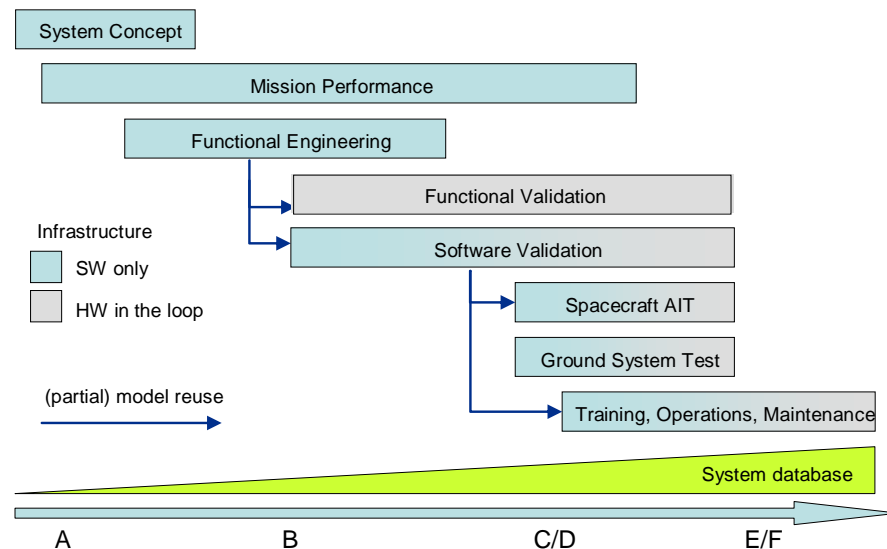 System Concept
Mission Performance
Functional Engineering
Functional Validation
Infrastructure
Software Validation
SW only
HW in the loop
Spacecraft AIT
Ground System Test
(partial) model reuse
Training, Operations, Maintenance
System database
A B C/D E/F